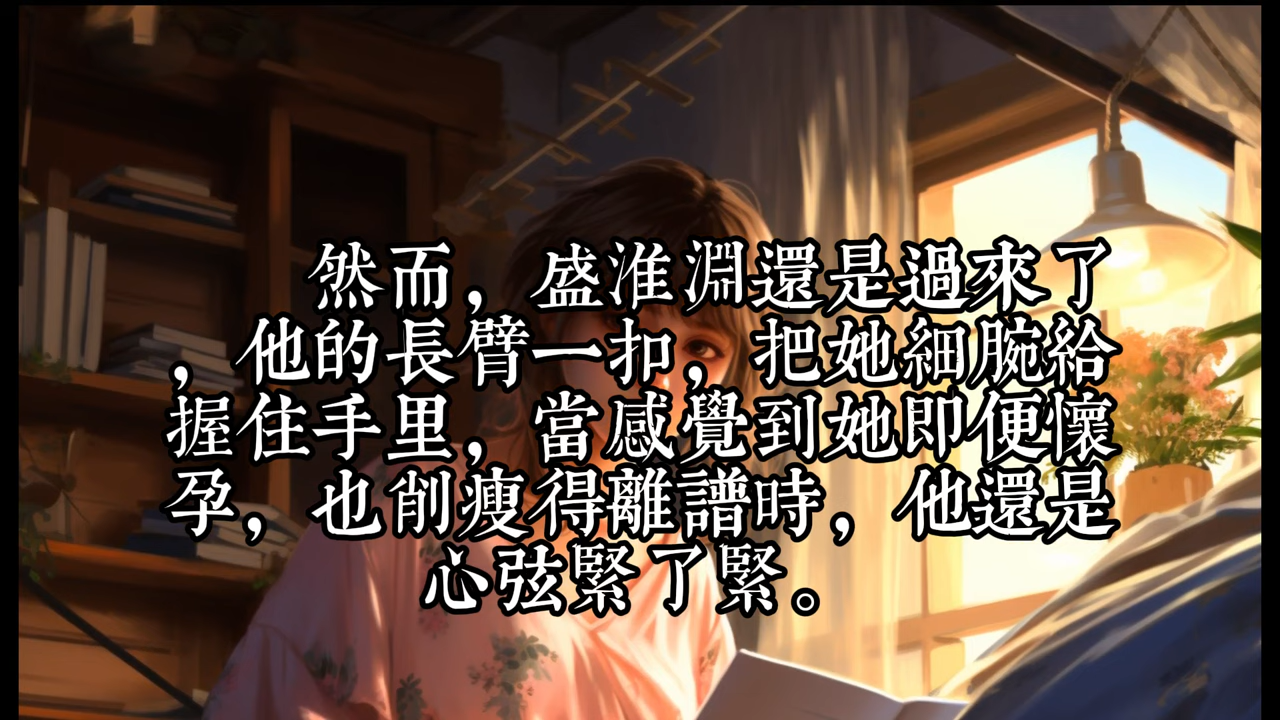 然而，盛淮淵還是過來了
，他的長臂一扣，把她細腕給
握住手里，當感覺到她即便懷
孕，也削瘦得離譜時，他還是
心弦緊了緊。